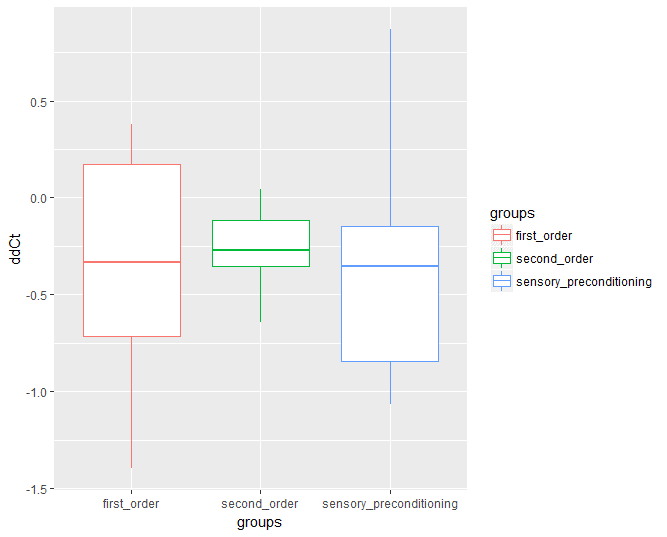 ddCt
0.5
0.0
-0.5
-1.0
-1.5
first_order
second_order
sensory_preconditioning
groups
groups
first_order
second_order
sensory_preconditioning